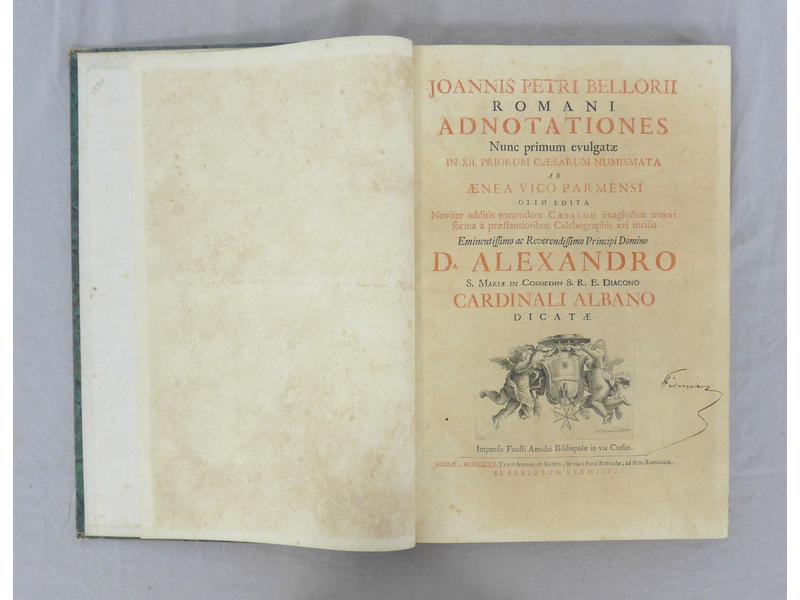 JOANNIS PETRI BELLORII
ROMANI
ADNOTATIONES
Nunc primum evulgatæ
IN XII. PRIORUM CÆSARUM NUMISMATA
AB
ÆNEA VICO PARMENSI
OLIM EDITA
Noviter additis eorumdem CÆSARUM imaginibus majori
forma à præstantioribus Calchographis æri incisis
Eminentissimo ac Reverendissimo Principi Domino
D. ALEXANDRO
S. MARIÆ IN COSMEDIN S. R. E. DIACONO
CARDINALI ALBANO
DICATÆ.
Impensis Fausti Amidei Bibliopolæ in via Cursus.
ROMÆ, MDCCXXX. Typis Antonii de Rubeis, in via è Foro Rotundæ, ad Sem. Romanum.
SUPERIORUM PERMISSU.